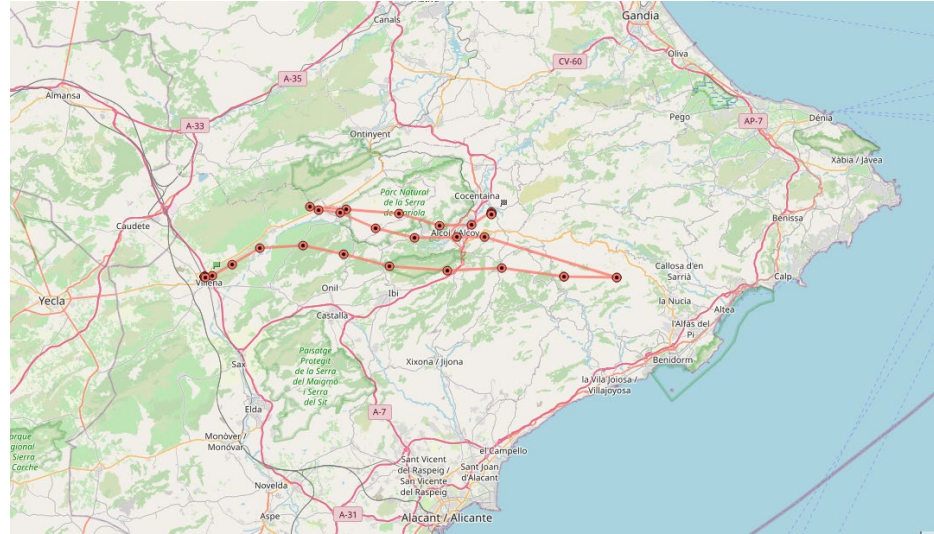 Canals
Gandia
Oliva
CV-60
A-35
Almansa
Pego
AP-7
Dénia
A-33
Ontinyent
Xàbia / Jávea
Parc Natural
de la Serra
de Mariola
Cocentaina
Benissa
Caudete
Alcoi / Alcoy
Callosa d'en
Sarrià
Calp
Villena
Onil
Ibi
Yecla
la Nucia
Altea
Castalla
l'Alfàs del
Pi
Paisatge
Protegit
de la Serra
del Maigmó
i Serra
del Sit
Xixona / Jijona
Benidorm
Sax
la Vila Joiosa /
Villajoyosa
Elda
A-7
Parque
gional
Sierra
Carche
Monòver /
Monóvar
el Campello
Sant Vicent
del Raspeig /
San Vicente
del Raspeig
Sant Joan
d'Alacant
Novelda
Aspe
A-31
Alacant / Alicante